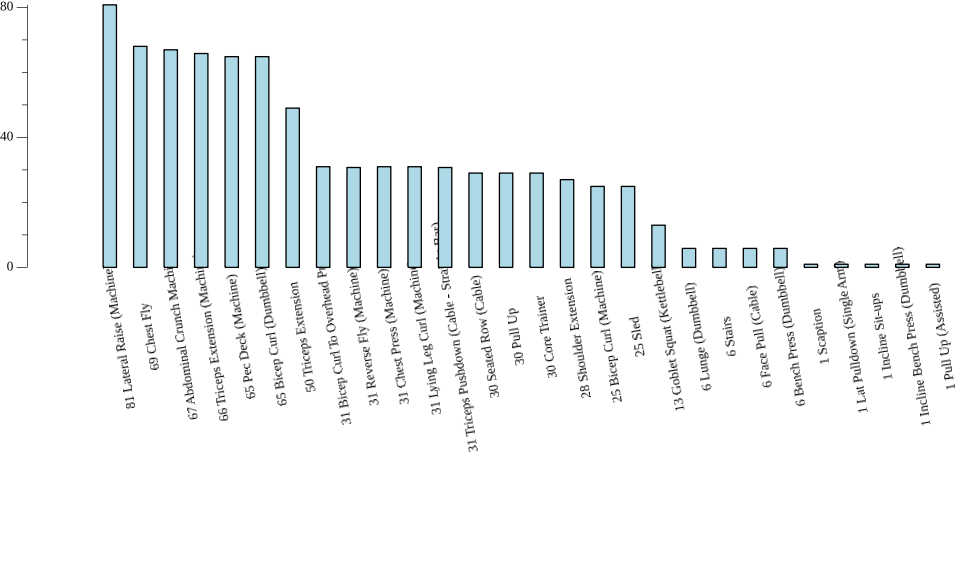 80
40
0
81 Lateral Raise (Machine
69 Chest Fly
67 Abdominal Crunch
66 Triceps Extension
65 Pec Deck (Machine)
65 Bicep Curl (Dumbbell)
50 Triceps Extension
31 Bicep Curl To Overhead
31 Reverse Fly (Machine)
31 Chest Press (Machine)
31 Lying Leg Curl (Machine
31 Triceps Pushdown (Cable - Bar)
30 Seated Row (Cable)
30 Pull Up
30 Core Trainer
28 Shoulder Extension
25 Bicep Curl (Machine)
25 Sled
13 Goblet Squat (Kettlebell
6 Lunge (Dumbbell)
6 Stairs
6 Face Pull (Cable)
6 Bench Press (Dumbbell)
1 Scaption
1 Lat Pulldown (Single Arm)
1 Incline Sit-ups
1 Incline Bench Press (Dumbbell)
1 Pull Up (Assisted)